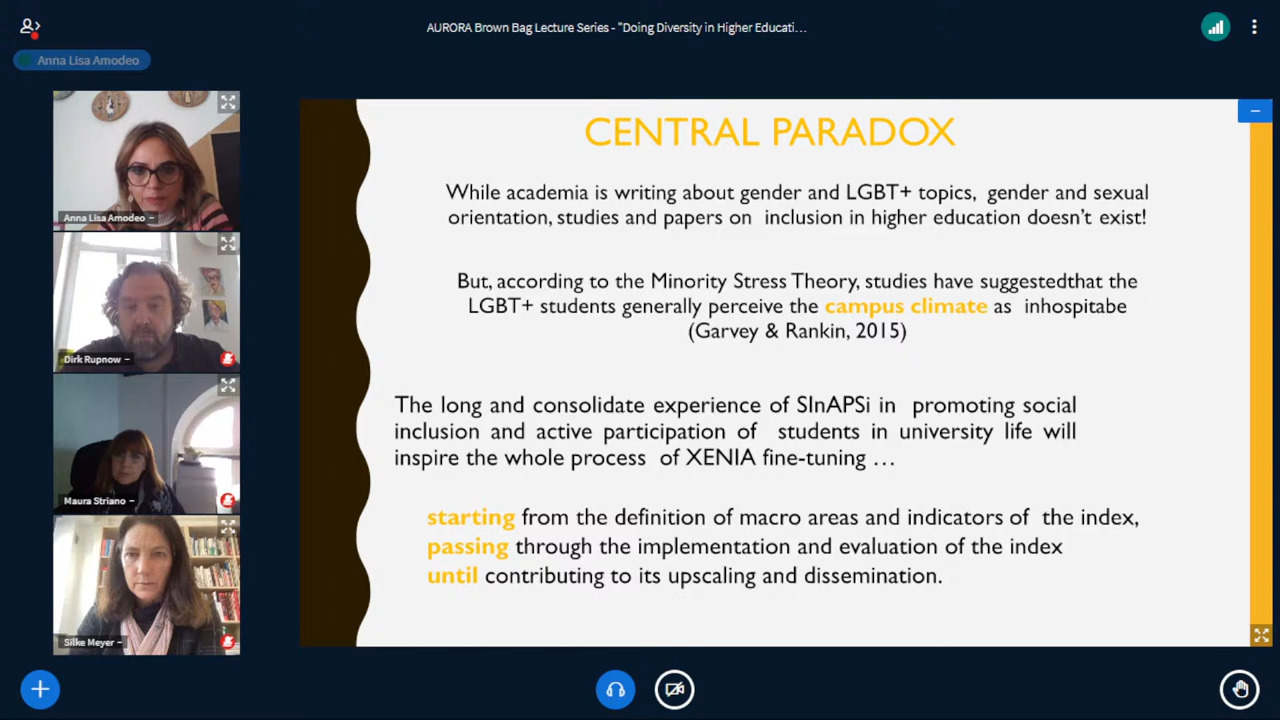 AURORA Brown Bag Lecture Series - "Doing Diversity in Higher Educati...
Anna Lisa Amodeo
Anna Lisa Amodeo
Dirk Rupnow
Maura Striano
Silke Meyer
CENTRAL PARADOX
While academia is writing about gender and LGBT+ topics, gender and sexual
orientation, studies and papers on inclusion in higher education doesn't exist!
But, according to the Minority Stress Theory, studies have suggestedthat the
LGBT+ students generally perceive the campus climate as inhospitabe
(Garvey & Rankin, 2015)
The long and consolidate experience of SInAPSi in promoting social
inclusion and active participation of students in university life will
inspire the whole process of XENIA fine-tuning ...
starting from the definition of macro areas and indicators of the index,
passing through the implementation and evaluation of the index
until contributing to its upscaling and dissemination.